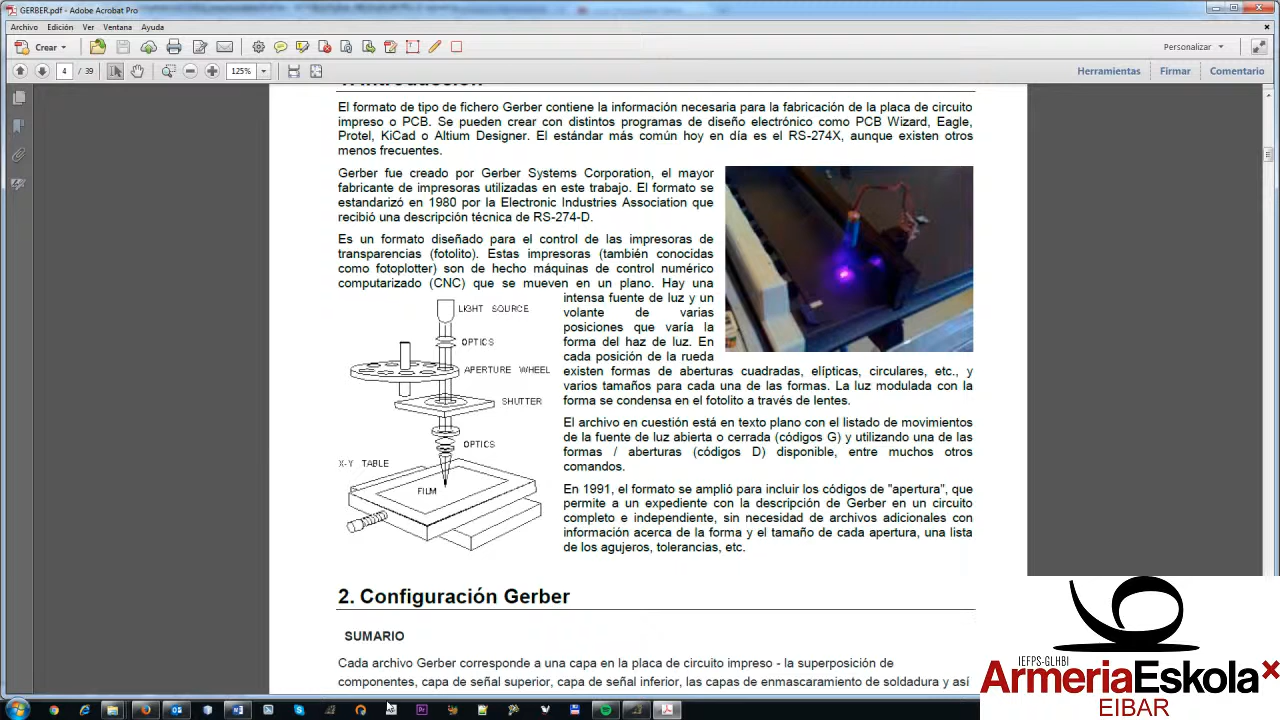 GERBER.pdf - Adobe Acrobat Pro
Archivo Edición Ver Ventana Ayuda
Crear
Personalizar
4 / 39
125%
Herramientas Firmar Comentario
El formato de tipo de fichero Gerber contiene la información necesaria para la fabricación de la placa de circuito
impreso o PCB. Se pueden crear con distintos programas de diseño electrónico como PCB Wizard, Eagle,
Protel, KiCad o Altium Designer. El estándar más común hoy en día es el RS-274X, aunque existen otros
menos frecuentes.
Gerber fue creado por Gerber Systems Corporation, el mayor
fabricante de impresoras utilizadas en este trabajo. El formato se
estandarizó en 1980 por la Electronic Industries Association que
recibió una descripción técnica de RS-274-D.
Es un formato diseñado para el control de las impresoras de
transparencias (fotolito). Estas impresoras (también conocidas
como fotoplotter) son de hecho máquinas de control numérico
computarizado (CNC) que se mueven en un plano. Hay una
intensa fuente de luz y un
volante de varias
posiciones que varía la
forma del haz de luz. En
cada posición de la rueda
existen formas de aberturas cuadradas, elípticas, circulares, etc., y
varios tamaños para cada una de las formas. La luz modulada con la
forma se condensa en el fotolito a través de lentes.
El archivo en cuestión está en texto plano con el listado de movimientos
de la fuente de luz abierta o cerrada (códigos G) y utilizando una de las
formas / aberturas (códigos D) disponible, entre muchos otros
comandos.
En 1991, el formato se amplió para incluir los códigos de "apertura", que
permite a un expediente con la descripción de Gerber en un circuito
completo e independiente, sin necesidad de archivos adicionales con
información acerca de la forma y el tamaño de cada apertura, una lista
de los agujeros, tolerancias, etc.
LIGHT SOURCE
OPTICS
APERTURE WHEEL
SHUTTER
OPTICS
X-Y TABLE
FILM
2. Configuración Gerber
SUMARIO
Cada archivo Gerber corresponde a una capa en la placa de circuito impreso - la superposición de
componentes, capa de señal superior, capa de señal inferior, las capas de enmascaramiento de soldadura y así
IEFPS-GLHBI
ArmeriaEskola
EIBAR